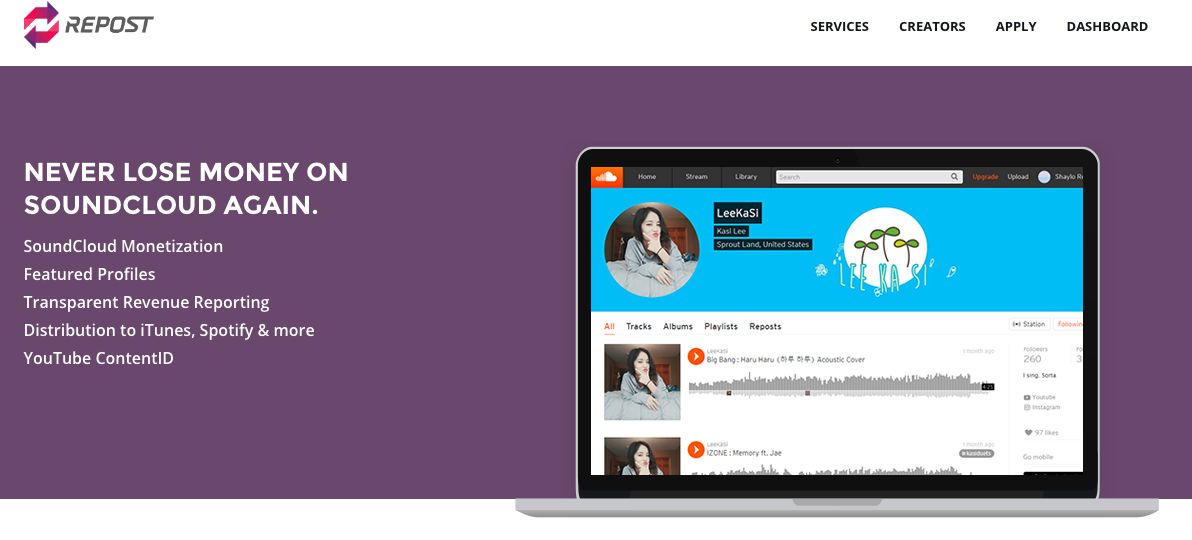 REPOST
SERVICES CREATORS APPLY DASHBOARD
NEVER LOSE MONEY ON
SOUNDCLOUD AGAIN.
SoundCloud Monetization
Featured Profiles
Transparent Revenue Reporting
Distribution to iTunes, Spotify & more
YouTube ContentID
Home Stream Library Search Upgrade Upload Shaylo Re
LeeKaSi
Kasi Lee
Sprout Land, United States
LEE KA SI
All Tracks Albums Playlists Reposts Station Following
LeeKaSi 1 month ago
Big Bang : Haru Haru (하루 하루) Acoustic Cover
4:25
LeeKaSi 1 month ago
IZONE : Memory ft. Jae # kasiduets
Followers
260
I sing. Sorta
Youtube
Instagram
97 likes
Go mobile